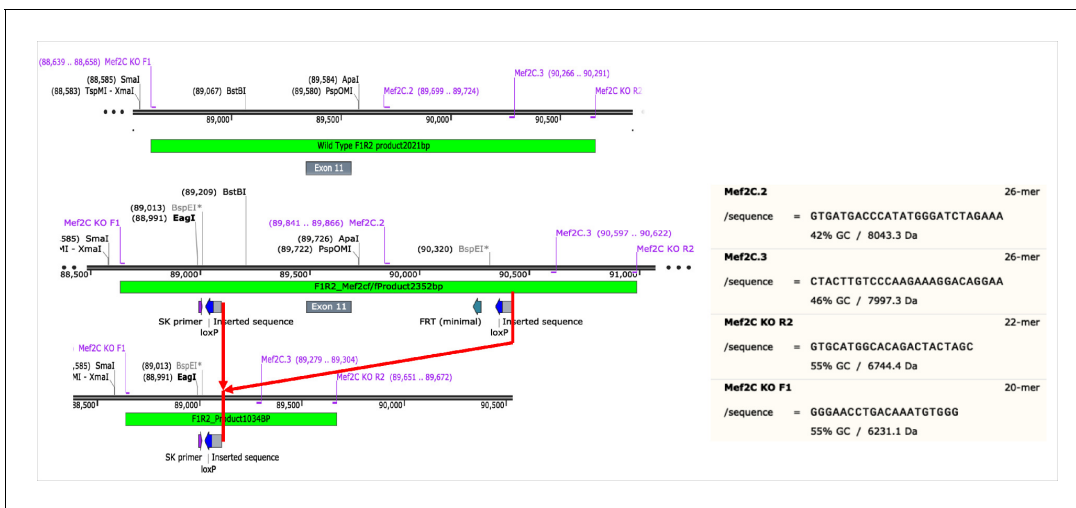 (88,639 .. 88,658) Mef2C KO F1
(88,585) SmaI
(88,583) TspMI - XmaI
(89,067) BstBI
(89,584) ApaI
(89,580) PspOMI
Mef2C.2 (89,699 .. 89,724)
Mef2C.3 (90,266 .. 90,291)
Mef2C KO R2
89,000 89,500 90,000 90,500
Wild Type F1R2 product2021bp
Exon 11
(89,209) BstBI
(89,013) BspEI*
(88,991) EagI
Mef2C KO F1
585) SmaI
MI - XmaI
(89,841 .. 89,866) Mef2C.2
(89,726) ApaI
(89,722) PspOMI
(90,320) BspEI*
Mef2C.3 (90,597 .. 90,622)
Mef2C KO R2
88,500 89,000 89,500 90,000 90,500 91,000
F1R2_Mef2cf/fProduct2352bp
Exon 11
SK primer
loxP
Inserted sequence
FRT (minimal)
loxP
Inserted sequence
Mef2C KO F1
,585) SmaI
MI - XmaI
(89,013) BspEI*
(88,991) EagI
Mef2C.3 (89,279 .. 89,304)
Mef2C KO R2 (89,651 .. 89,672)
88,500 89,000 89,500 90,000 90,500
F1R2_Product1034BP
SK primer
loxP
Inserted sequence
Mef2C.2 26-mer
/sequence = GTGATGACCCATATGGGATCTAGAAA
42% GC / 8043.3 Da
Mef2C.3 26-mer
/sequence = CTACTTGTCCCAAGAAAGGACAGGAA
46% GC / 7997.3 Da
Mef2C KO R2 22-mer
/sequence = GTGCATGGCACAGACTACTAGC
55% GC / 6744.4 Da
Mef2C KO F1 20-mer
/sequence = GGGAACCTGACAAATGTGGG
55% GC / 6231.1 Da